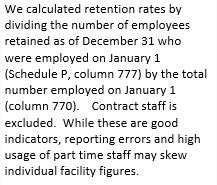 We calculated retention rates by
dividing the number of employees
retained as of December 31 who
were employed on January 1
(Schedule P, column 777) by the total
number employed on January 1
(column 770).    Contract staff is
excluded.  While these are good
indicators, reporting errors and high
usage of part time staff may skew
individual facility figures.